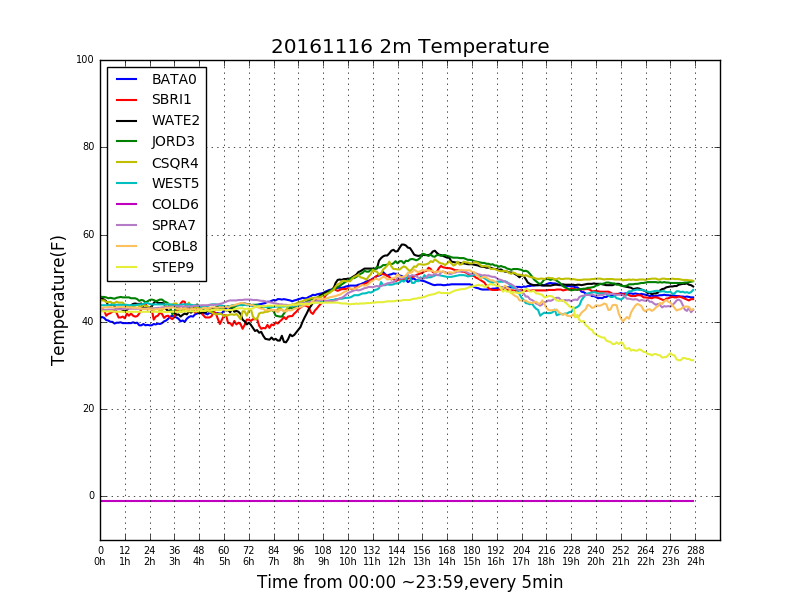 20161116 2m Temperature
100
80
60
40
20
0
Temperature(F)
BATA0
SBRI1
WATE2
JORD3
CSQR4
WEST5
COLD6
SPRA7
COBL8
STEP9
0 12 24 36 48 60 72 84 96 108 120 132 144 156 168 180 192 204 216 228 240 252 264 276 288
0h 1h 2h 3h 4h 5h 6h 7h 8h 9h 10h 11h 12h 13h 14h 15h 16h 17h 18h 19h 20h 21h 22h 23h 24h
Time from 00:00 ~23:59,every 5min